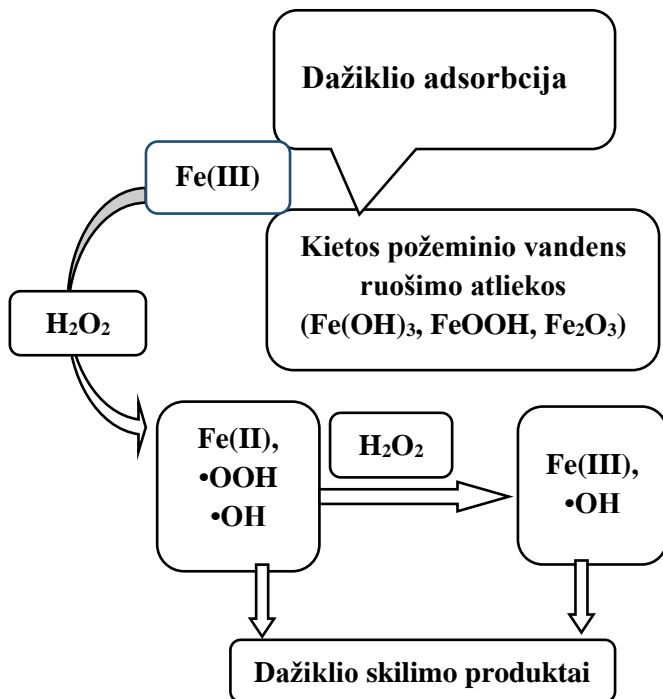 Dažiklio adsorbcija
Fe(III)
Kietos požeminio vandens
ruošimo atliekos
(Fe(OH)₃, FeOOH, Fe₂O₃)
H₂O₂
Fe(II),
•OOH
•OH
H₂O₂
Fe(III),
•OH
Dažiklio skilimo produktai